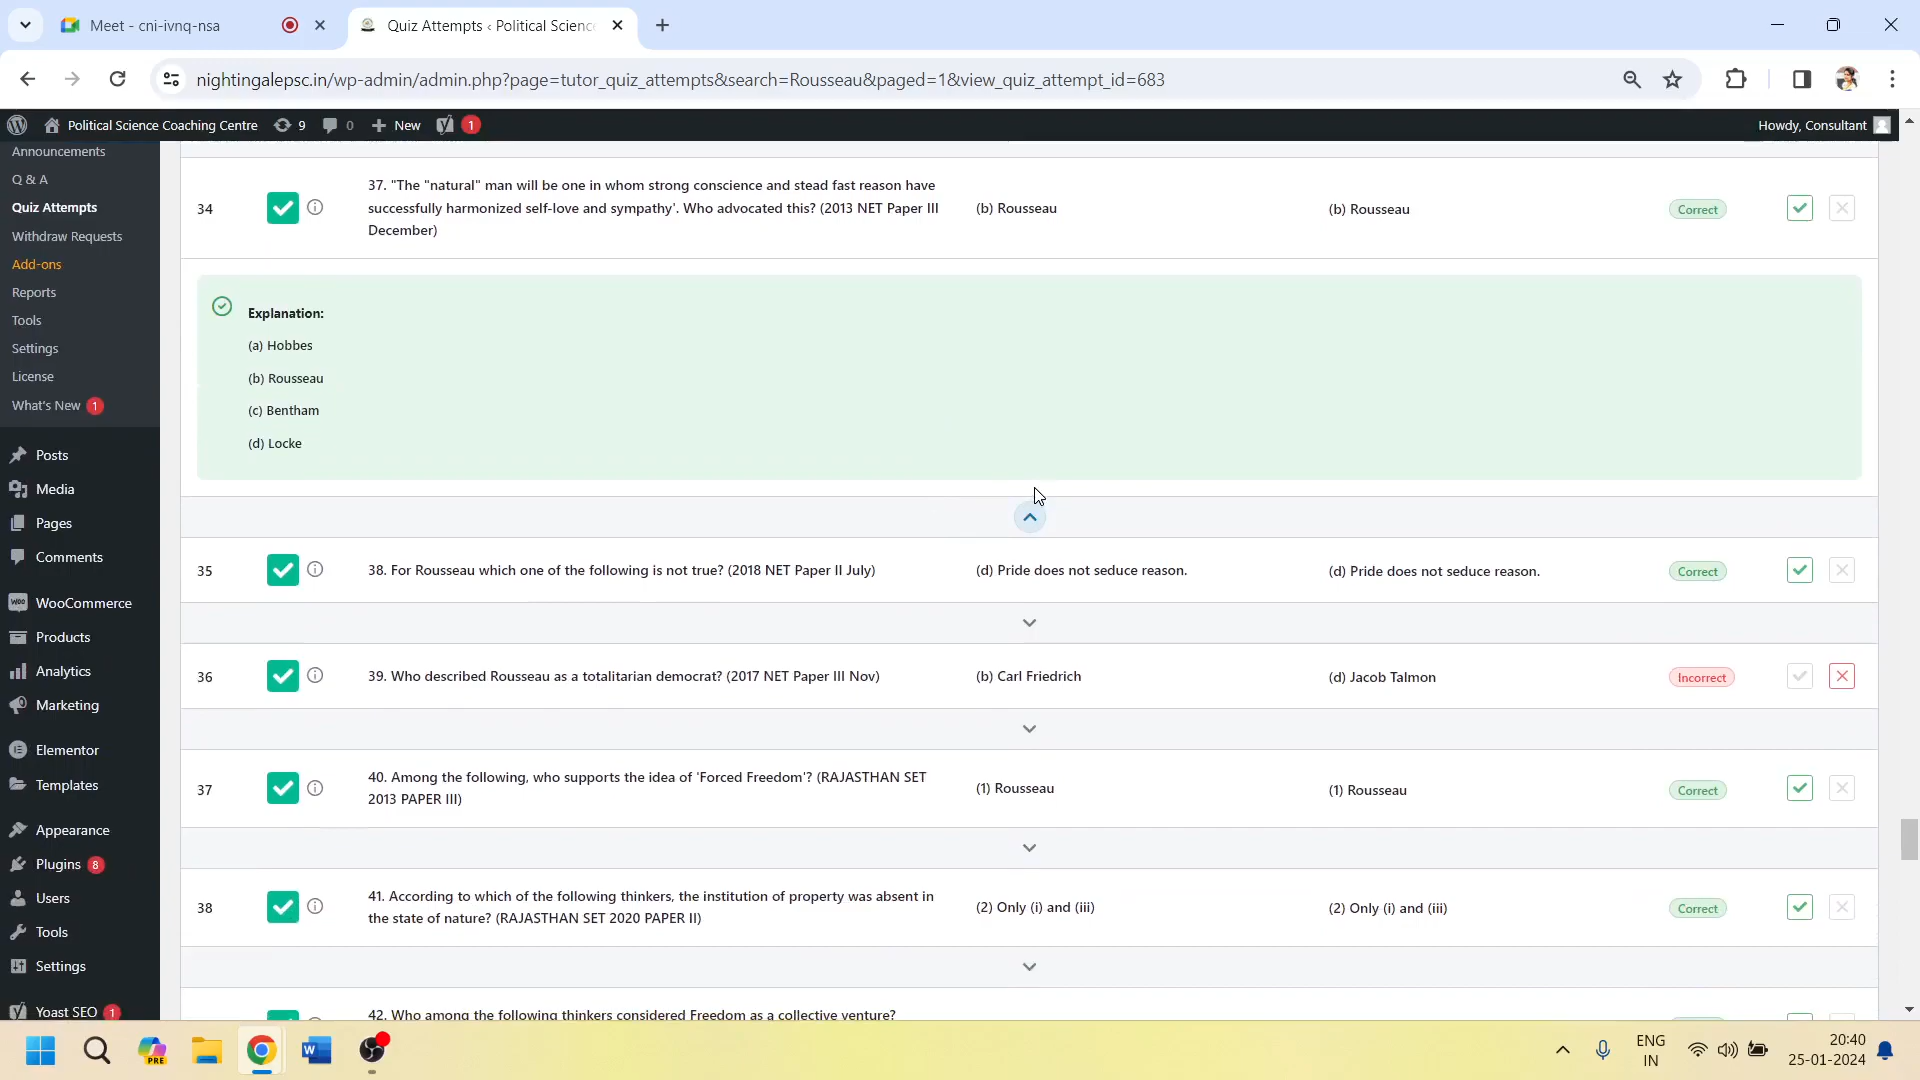 Meet - cni-ivnq-nsa
Quiz Attempts ‹ Political Science
nightingalepsc.in/wp-admin/admin.php?page=tutor_quiz_attempts&search=Rousseau&paged=1&view_quiz_attempt_id=683
Political Science Coaching Centre
9
0
New
1
Howdy, Consultant
Announcements
Q & A
Quiz Attempts
Withdraw Requests
Add-ons
Reports
Tools
Settings
License
What's New 1
Posts
Media
Pages
Comments
WooCommerce
Products
Analytics
Marketing
Elementor
Templates
Appearance
Plugins 8
Users
Tools
Settings
Yoast SEO 1
34
37. "The "natural" man will be one in whom strong conscience and stead fast reason have
successfully harmonized self-love and sympathy'. Who advocated this? (2013 NET Paper III
December)
(b) Rousseau
(b) Rousseau
Correct
Explanation:
(a) Hobbes
(b) Rousseau
(c) Bentham
(d) Locke
35
38. For Rousseau which one of the following is not true? (2018 NET Paper II July)
(d) Pride does not seduce reason.
(d) Pride does not seduce reason.
Correct
36
39. Who described Rousseau as a totalitarian democrat? (2017 NET Paper III Nov)
(b) Carl Friedrich
(d) Jacob Talmon
Incorrect
37
40. Among the following, who supports the idea of 'Forced Freedom'? (RAJASTHAN SET
2013 PAPER III)
(1) Rousseau
(1) Rousseau
Correct
38
41. According to which of the following thinkers, the institution of property was absent in
the state of nature? (RAJASTHAN SET 2020 PAPER II)
(2) Only (i) and (iii)
(2) Only (i) and (iii)
Correct
42. Who among the following thinkers considered Freedom as a collective venture?
PRE
ENG
IN
20:40
25-01-2024